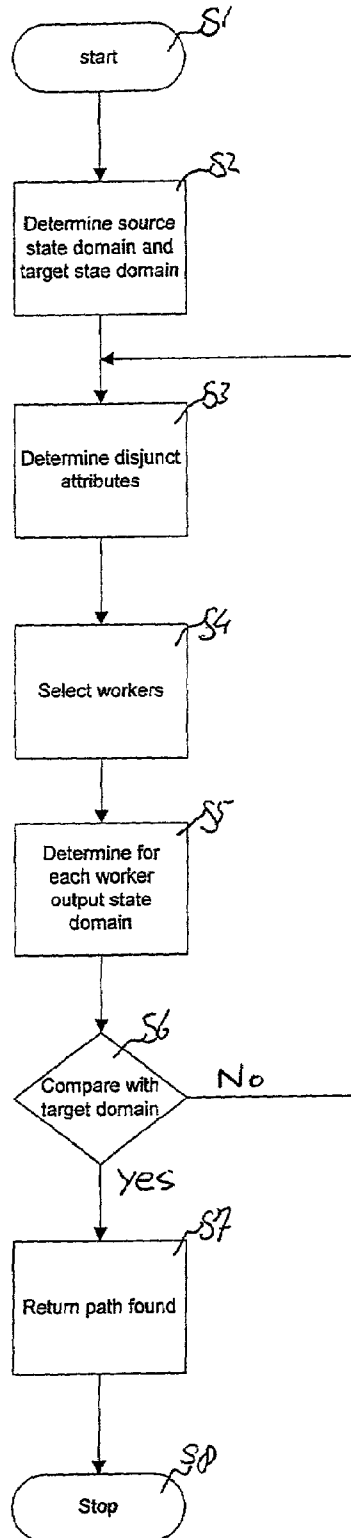 S1
start
S2
Determine source
state domain and
target stae domain
S3
Determine disjunct
attributes
S4
Select workers
S5
Determine for
each worker
output state
domain
S6
Compare with
target domain
No
yes
S7
Return path found
S8
Stop